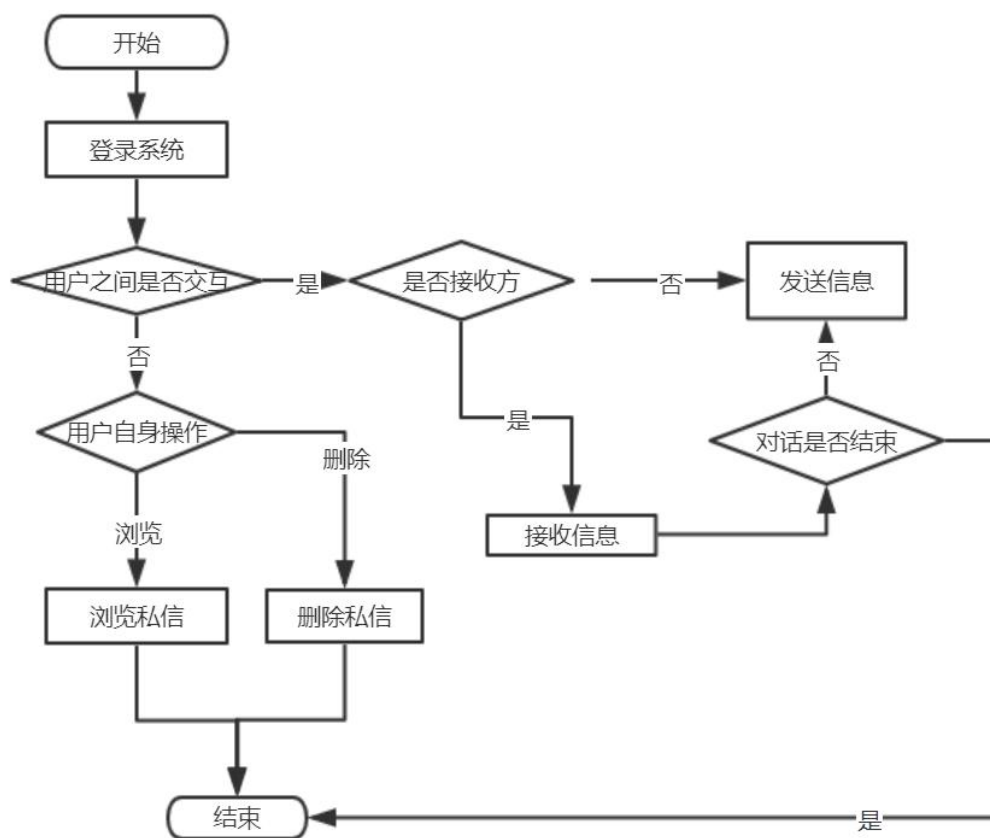 开始
登录系统
用户之间是否交互
是
是否接收方
否
发送信息
否
否
用户自身操作
是
对话是否结束
删除
浏览
接收信息
浏览私信
删除私信
结束
是